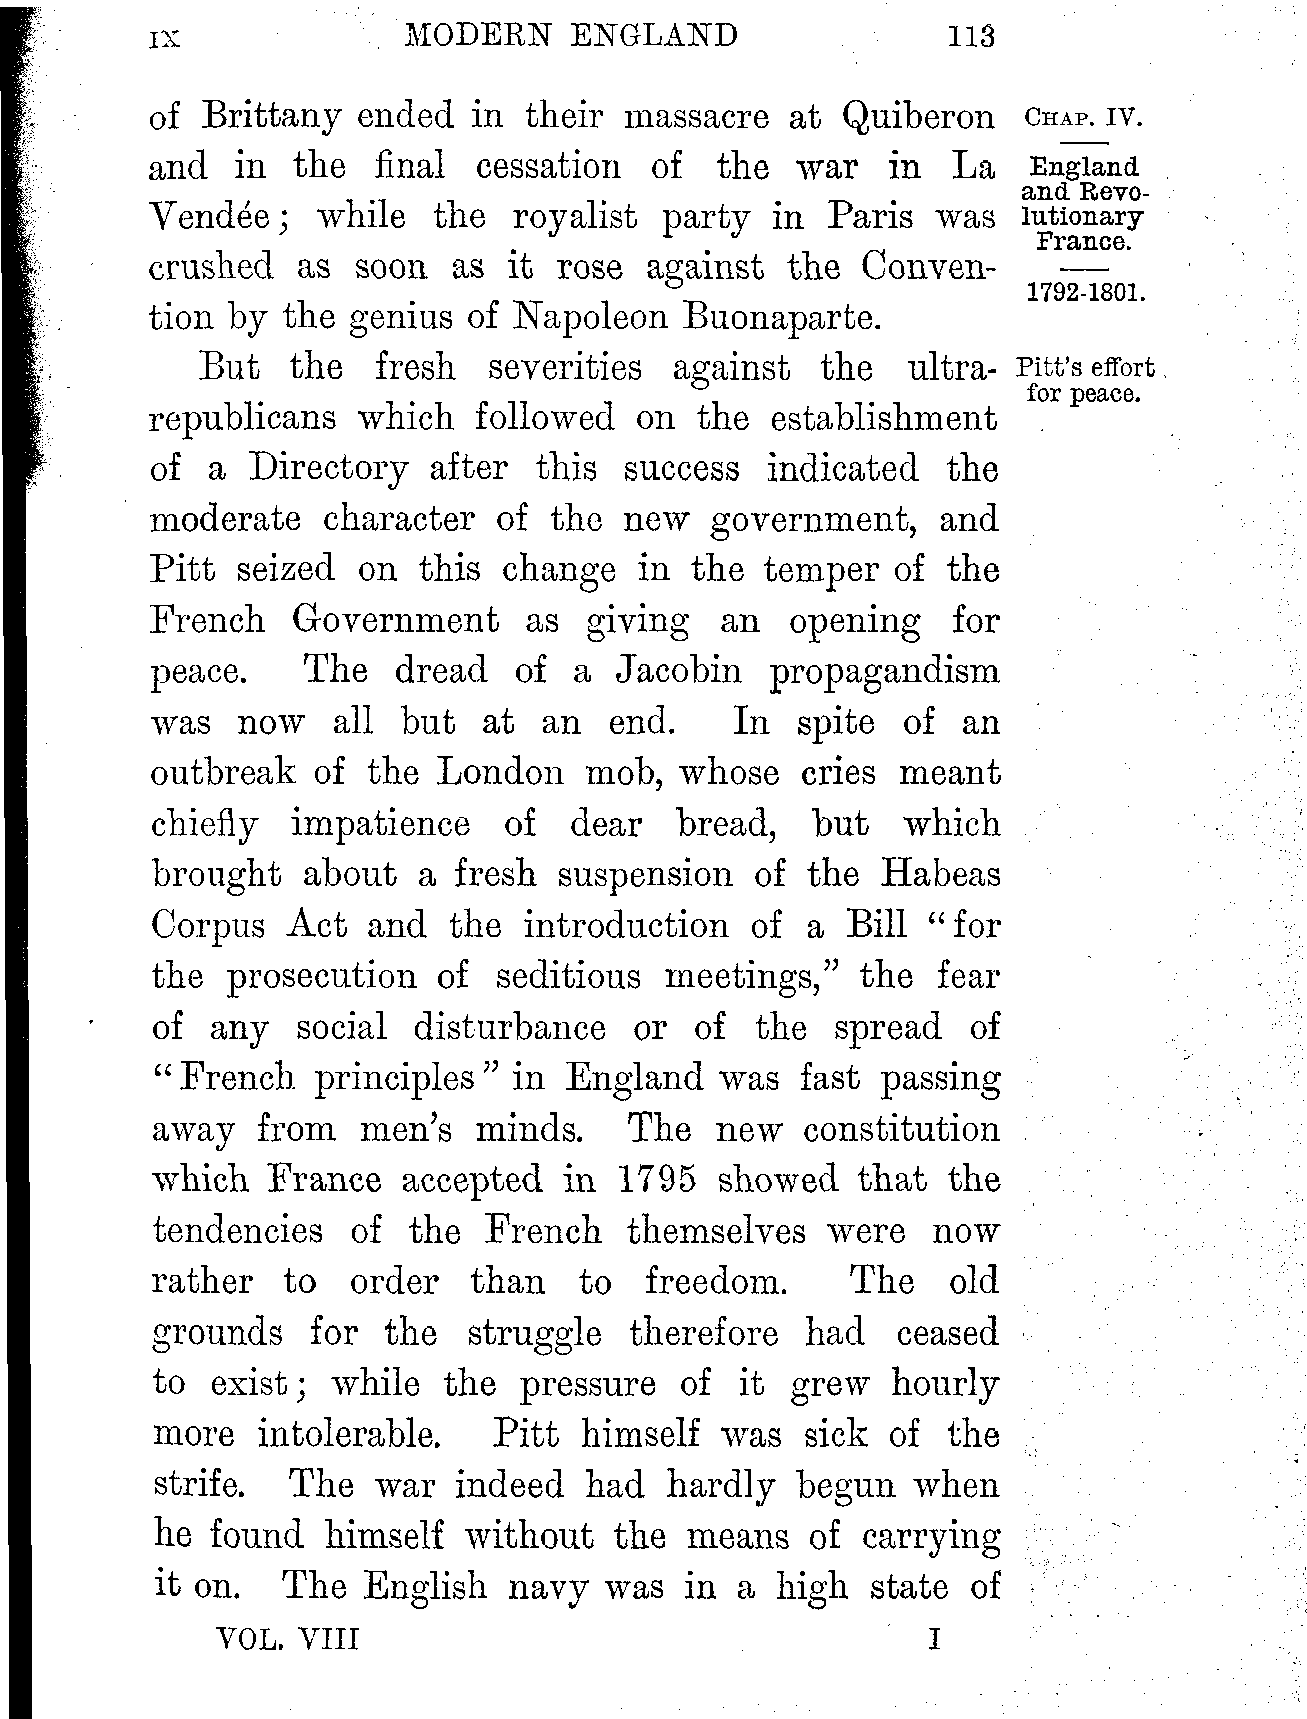 IX MODERN ENGLAND 113
of Brittany ended in their massacre at Quiberon
and in the final cessation of the war in La
Vendée; while the royalist party in Paris was
crushed as soon as it rose against the Conven-
tion by the genius of Napoleon Buonaparte.
CHAP. IV.
England
and Revo-
lutionary
France.
1792-1801.
But the fresh severities against the ultra-
republicans which followed on the establishment
of a Directory after this success indicated the
moderate character of the new government, and
Pitt seized on this change in the temper of the
French Government as giving an opening for
peace. The dread of a Jacobin propagandism
was now all but at an end. In spite of an
outbreak of the London mob, whose cries meant
chiefly impatience of dear bread, but which
brought about a fresh suspension of the Habeas
Corpus Act and the introduction of a Bill “for
the prosecution of seditious meetings,” the fear
of any social disturbance or of the spread of
“French principles” in England was fast passing
away from men's minds. The new constitution
which France accepted in 1795 showed that the
tendencies of the French themselves were now
rather to order than to freedom. The old
grounds for the struggle therefore had ceased
to exist; while the pressure of it grew hourly
more intolerable. Pitt himself was sick of the
strife. The war indeed had hardly begun when
he found himself without the means of carrying
it on. The English navy was in a high state of
Pitt's effort
for peace.
VOL. VIII I